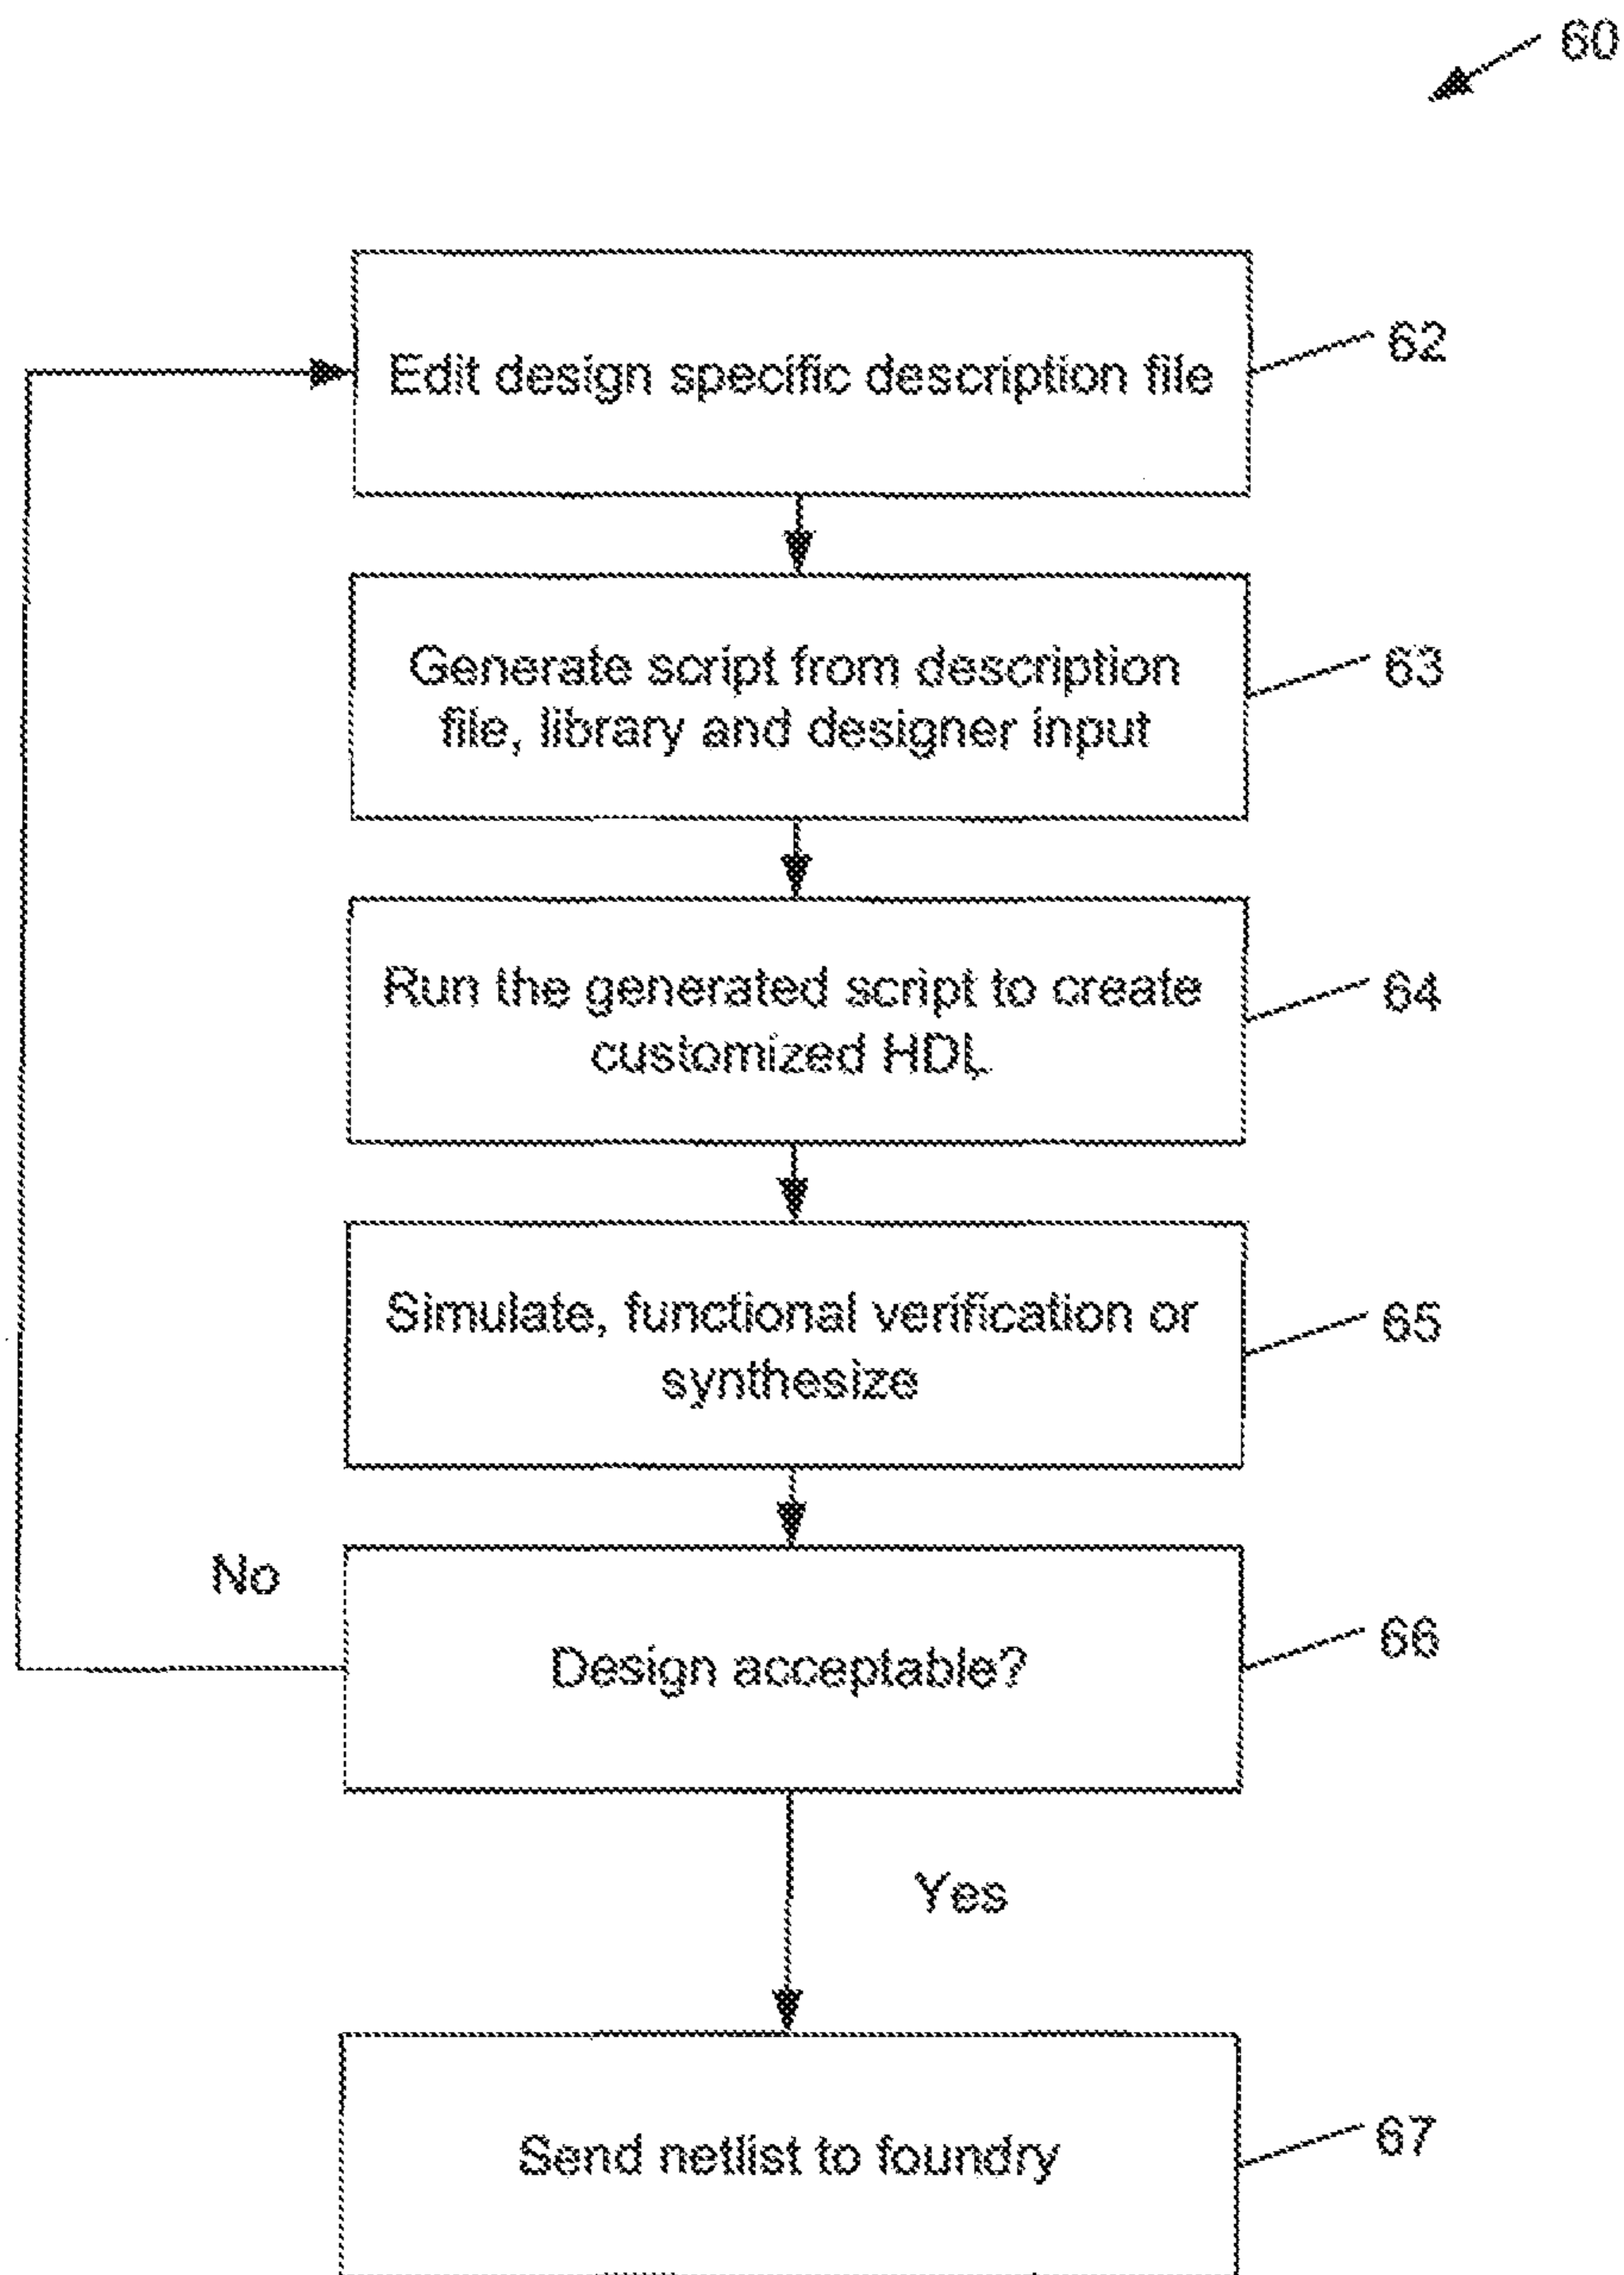 60
Edit design specific description file
62
Generate script from description
file, library and designer input
63
Run the generated script to create
customized HDL
64
Simulate, functional verification or
synthesize
65
No
Design acceptable?
66
Yes
Send netlist to foundry
67